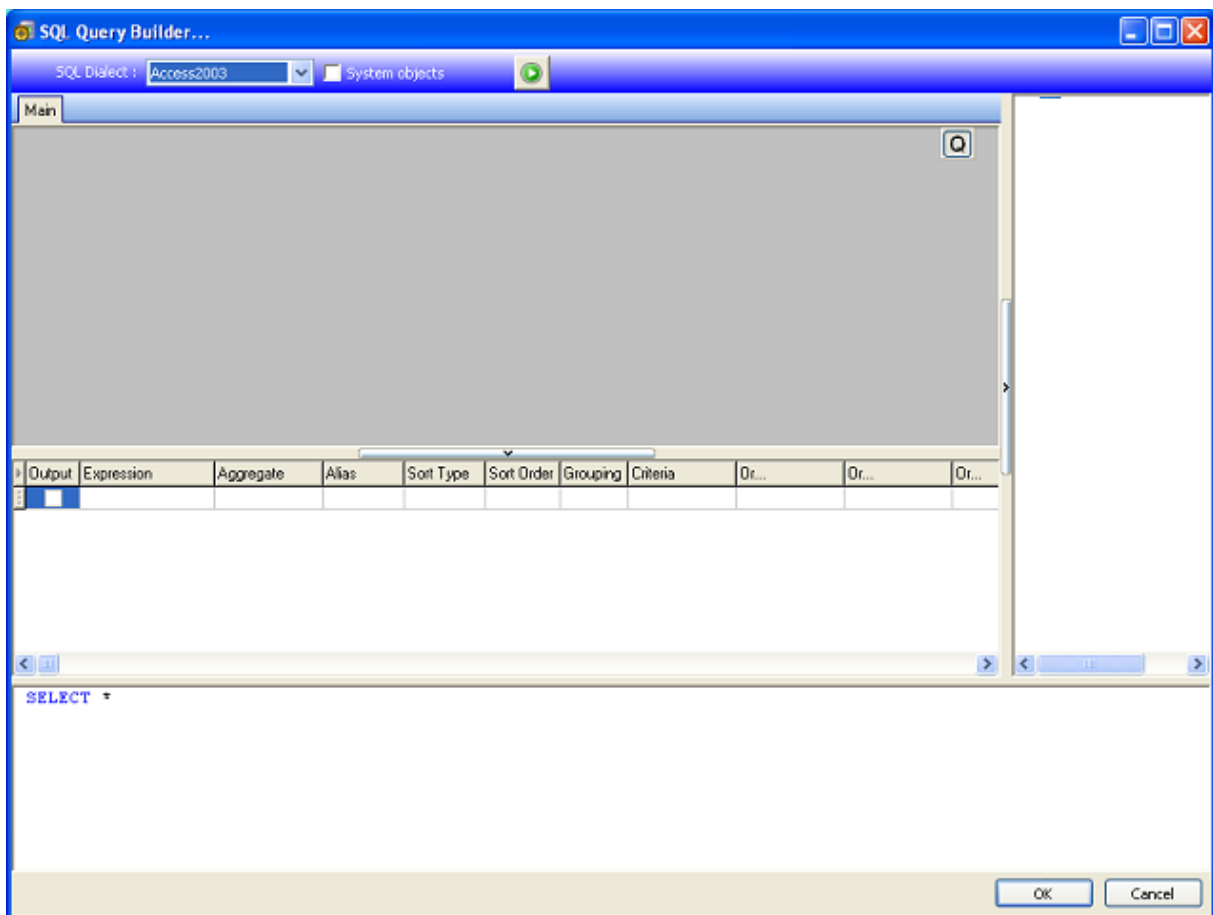 SQL Query Builder...
SQL Dialect : Access2003 System objects
Main
Q
Output Expression Aggregate Alias Sort Type Sort Order Grouping Criteria Or... Or... Or...
SELECT *
OK Cancel